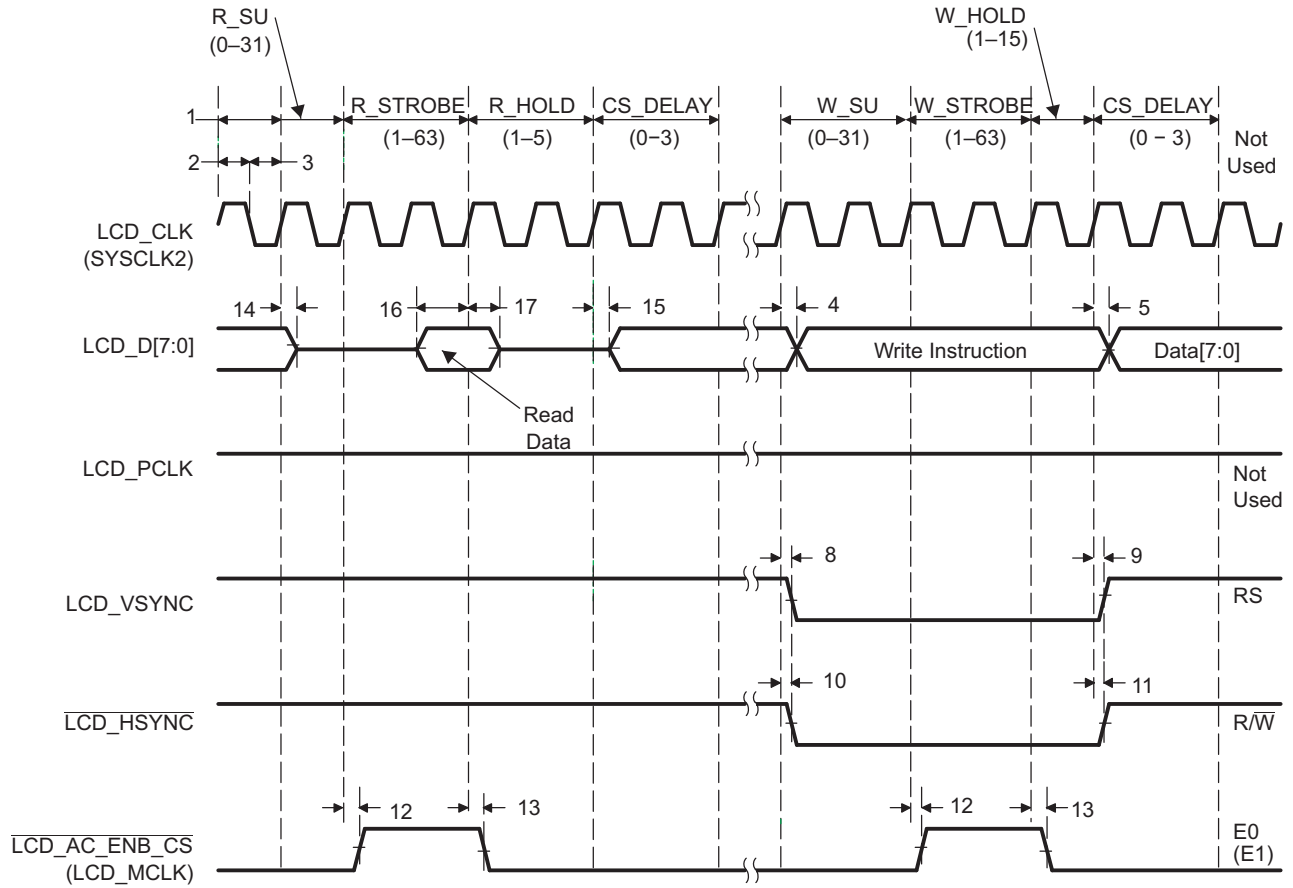 R_SU
(0–31)
W_HOLD
(1–15)
1
R_STROBE
(1–63)
R_HOLD
(1–5)
CS_DELAY
(0–3)
W_SU
(0–31)
W_STROBE
(1–63)
CS_DELAY
(0 – 3)
Not
Used
2
3
LCD_CLK
(SYSCLK2)
14
16
17
15
4
5
LCD_D[7:0]
Write Instruction
Data[7:0]
Read
Data
LCD_PCLK
Not
Used
8
9
LCD_VSYNC
RS
10
11
LCD_HSYNC
R/W
12
13
12
13
LCD_AC_ENB_CS
(LCD_MCLK)
E0
(E1)